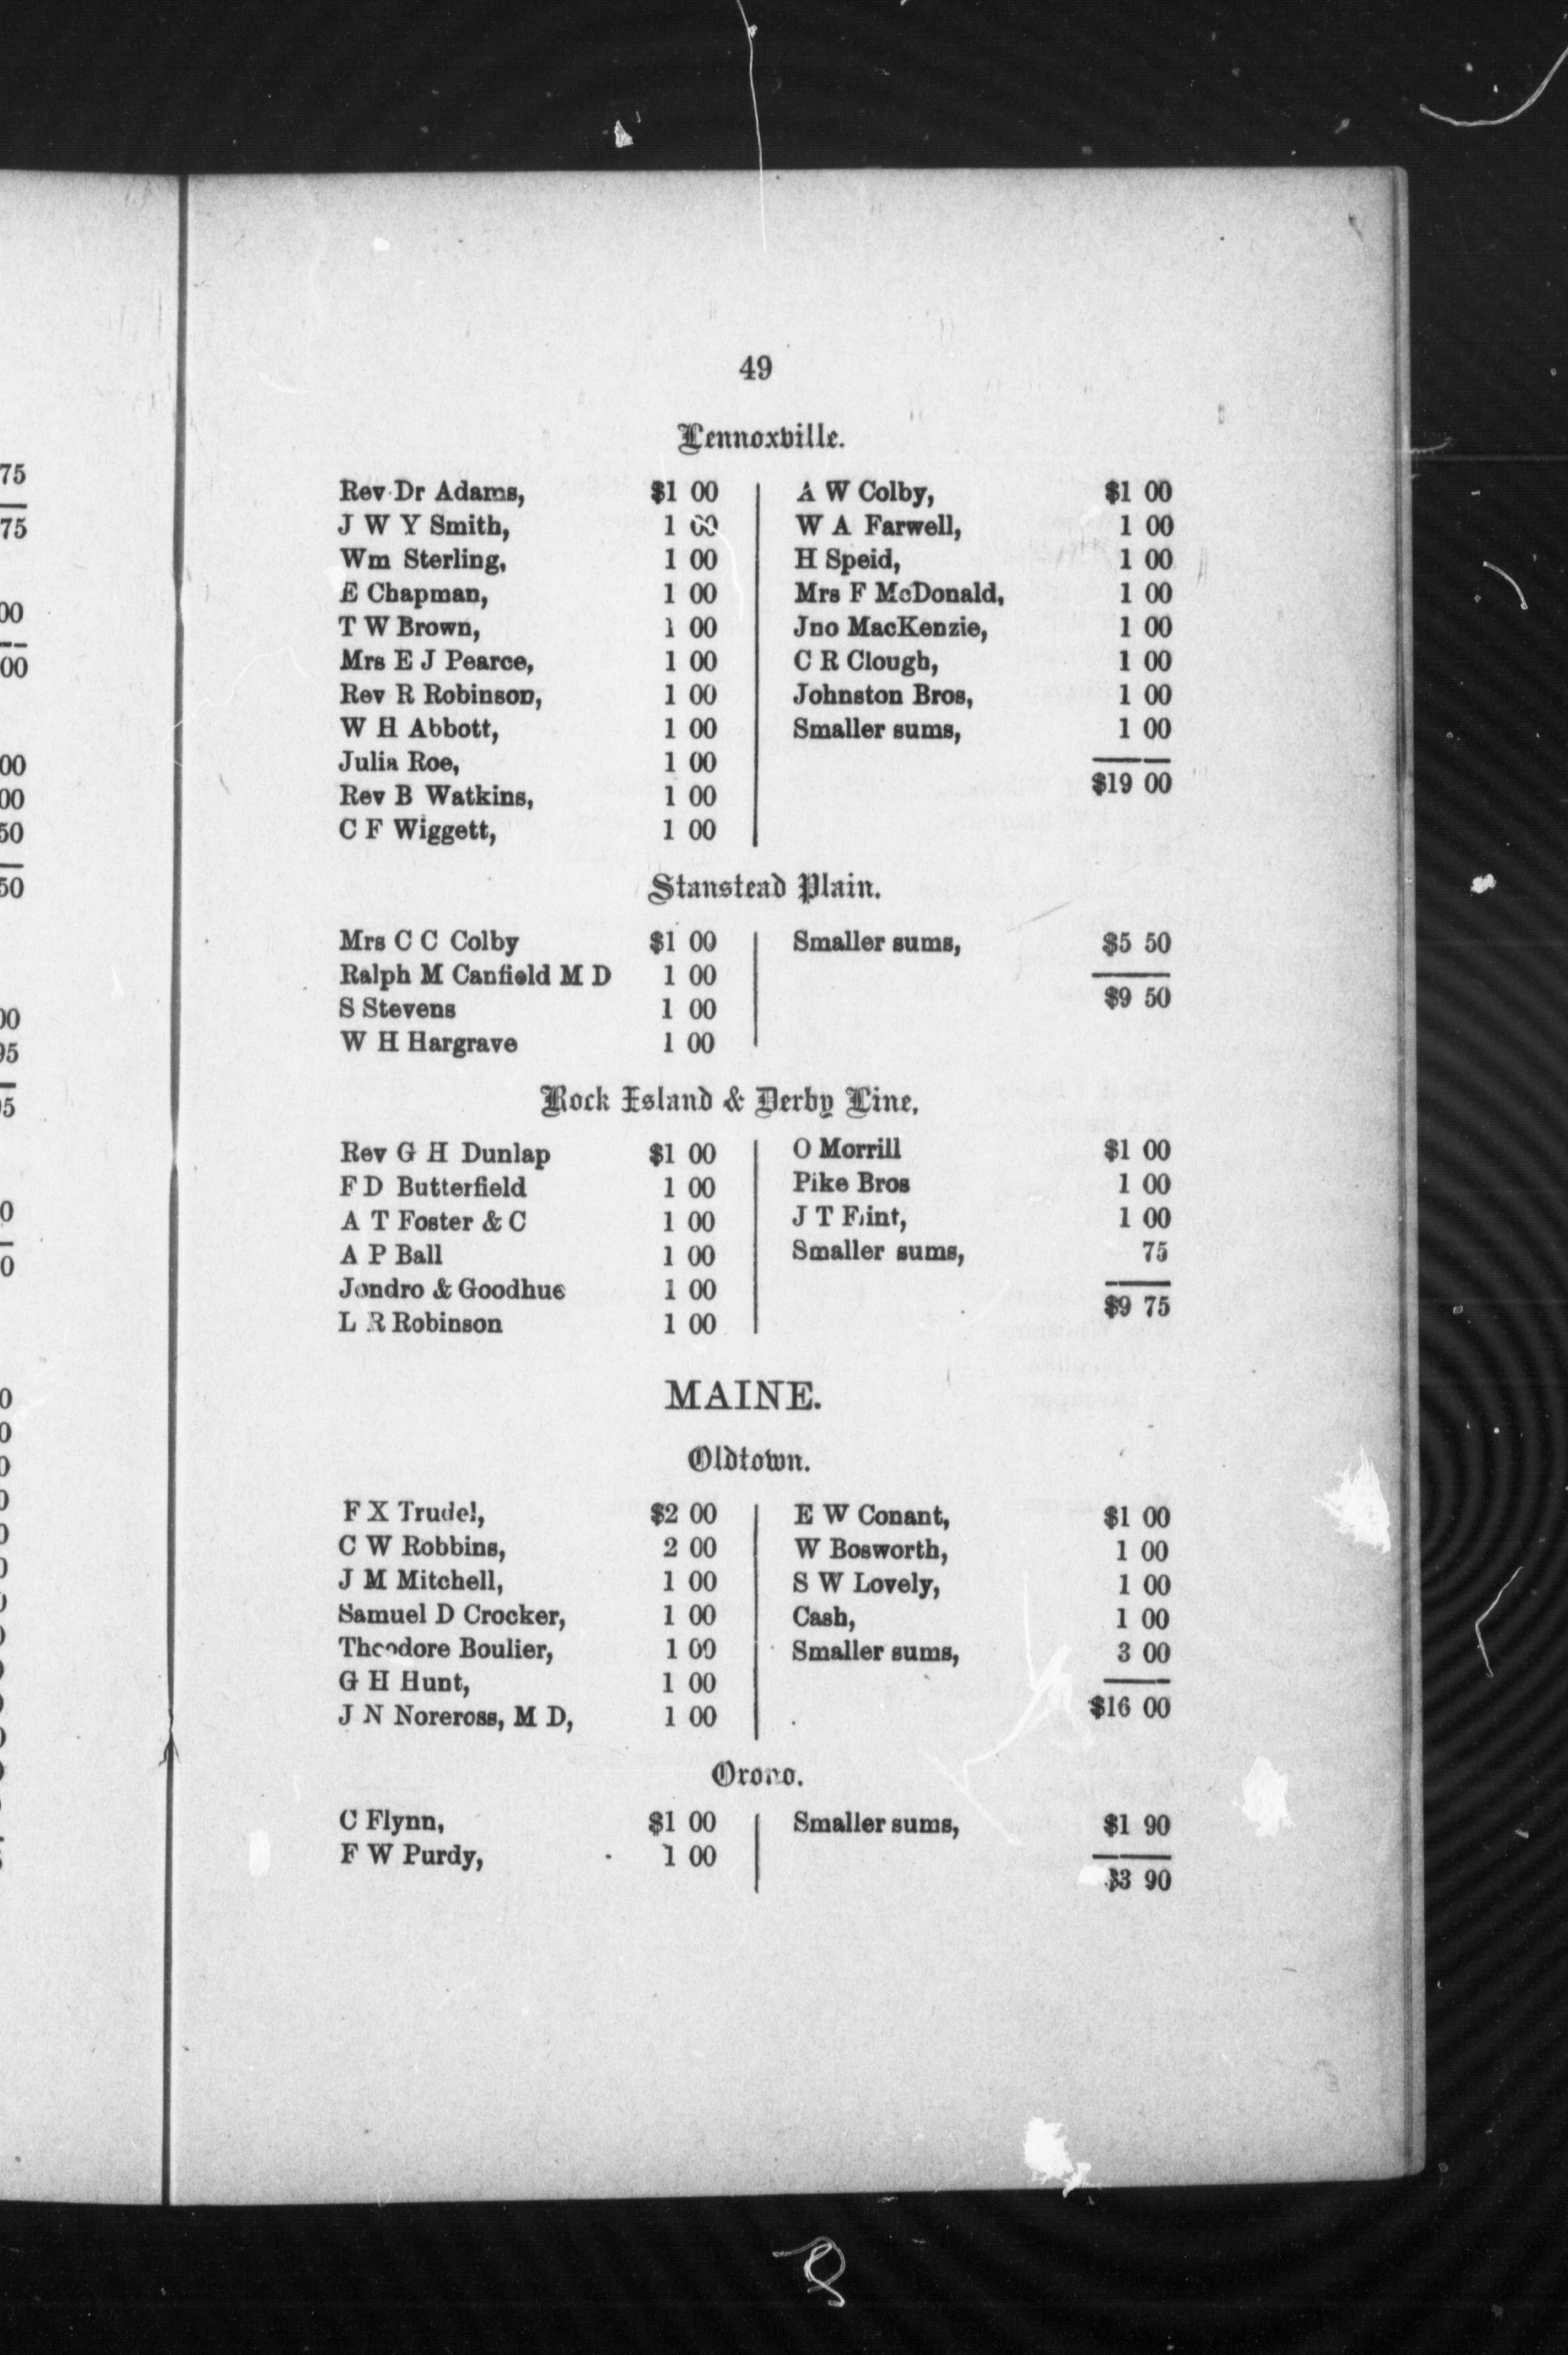 49
Lennoxville.
Rev Dr Adams, $1 00
J W Y Smith, 1 00
Wm Sterling, 1 00
E Chapman, 1 00
T W Brown, 1 00
Mrs E J Pearce, 1 00
Rev R Robinson, 1 00
W H Abbott, 1 00
Julia Roe, 1 00
Rev B Watkins, 1 00
C F Wiggett, 1 00
A W Colby, $1 00
W A Farwell, 1 00
H Speid, 1 00
Mrs F McDonald, 1 00
Jno MacKenzie, 1 00
C R Clough, 1 00
Johnston Bros, 1 00
Smaller sums, 1 00
$19 00
Stanstead Plain.
Mrs C C Colby $1 00
Ralph M Canfield M D 1 00
S Stevens 1 00
W H Hargrave 1 00
Smaller sums, $5 50
$9 50
Rock Island & Derby Line.
Rev G H Dunlap $1 00
F D Butterfield 1 00
A T Foster & C 1 00
A P Ball 1 00
Jondro & Goodhue 1 00
L R Robinson 1 00
O Morrill $1 00
Pike Bros 1 00
J T Flint, 1 00
Smaller sums, 75
$9 75
MAINE.
Oldtown.
F X Trudel, $2 00
C W Robbins, 2 00
J M Mitchell, 1 00
Samuel D Crocker, 1 00
Theodore Boulier, 1 00
G H Hunt, 1 00
J N Noreross, M D, 1 00
E W Conant, $1 00
W Bosworth, 1 00
S W Lovely, 1 00
Cash, 1 00
Smaller sums, 3 00
$16 00
Orono.
C Flynn, $1 00
F W Purdy, 1 00
Smaller sums, $1 90
$3 90